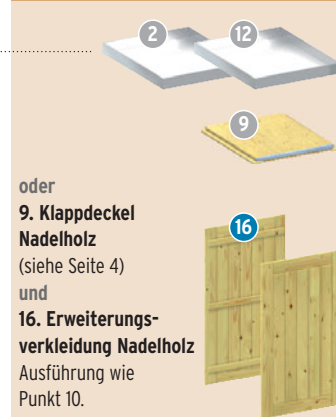 2
12
9
oder
9. Klappdeckel
Nadelholz
(siehe Seite 4)
und
16
16. Erweiterungs-
verkleidung Nadelholz
Ausführung wie
Punkt 10.